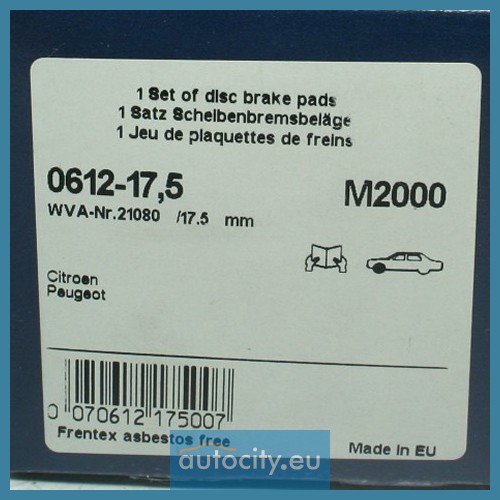 1 Set of disc brake pads
1 Satz Scheibenbremsbeläge
1 Jeu de plaquettes de freins
0612-17,5 M2000
WVA-Nr.21080 /17.5 mm
Citroen
Peugeot
0 070612 175007
Frentex asbestos free
Made in EU
autocity.eu